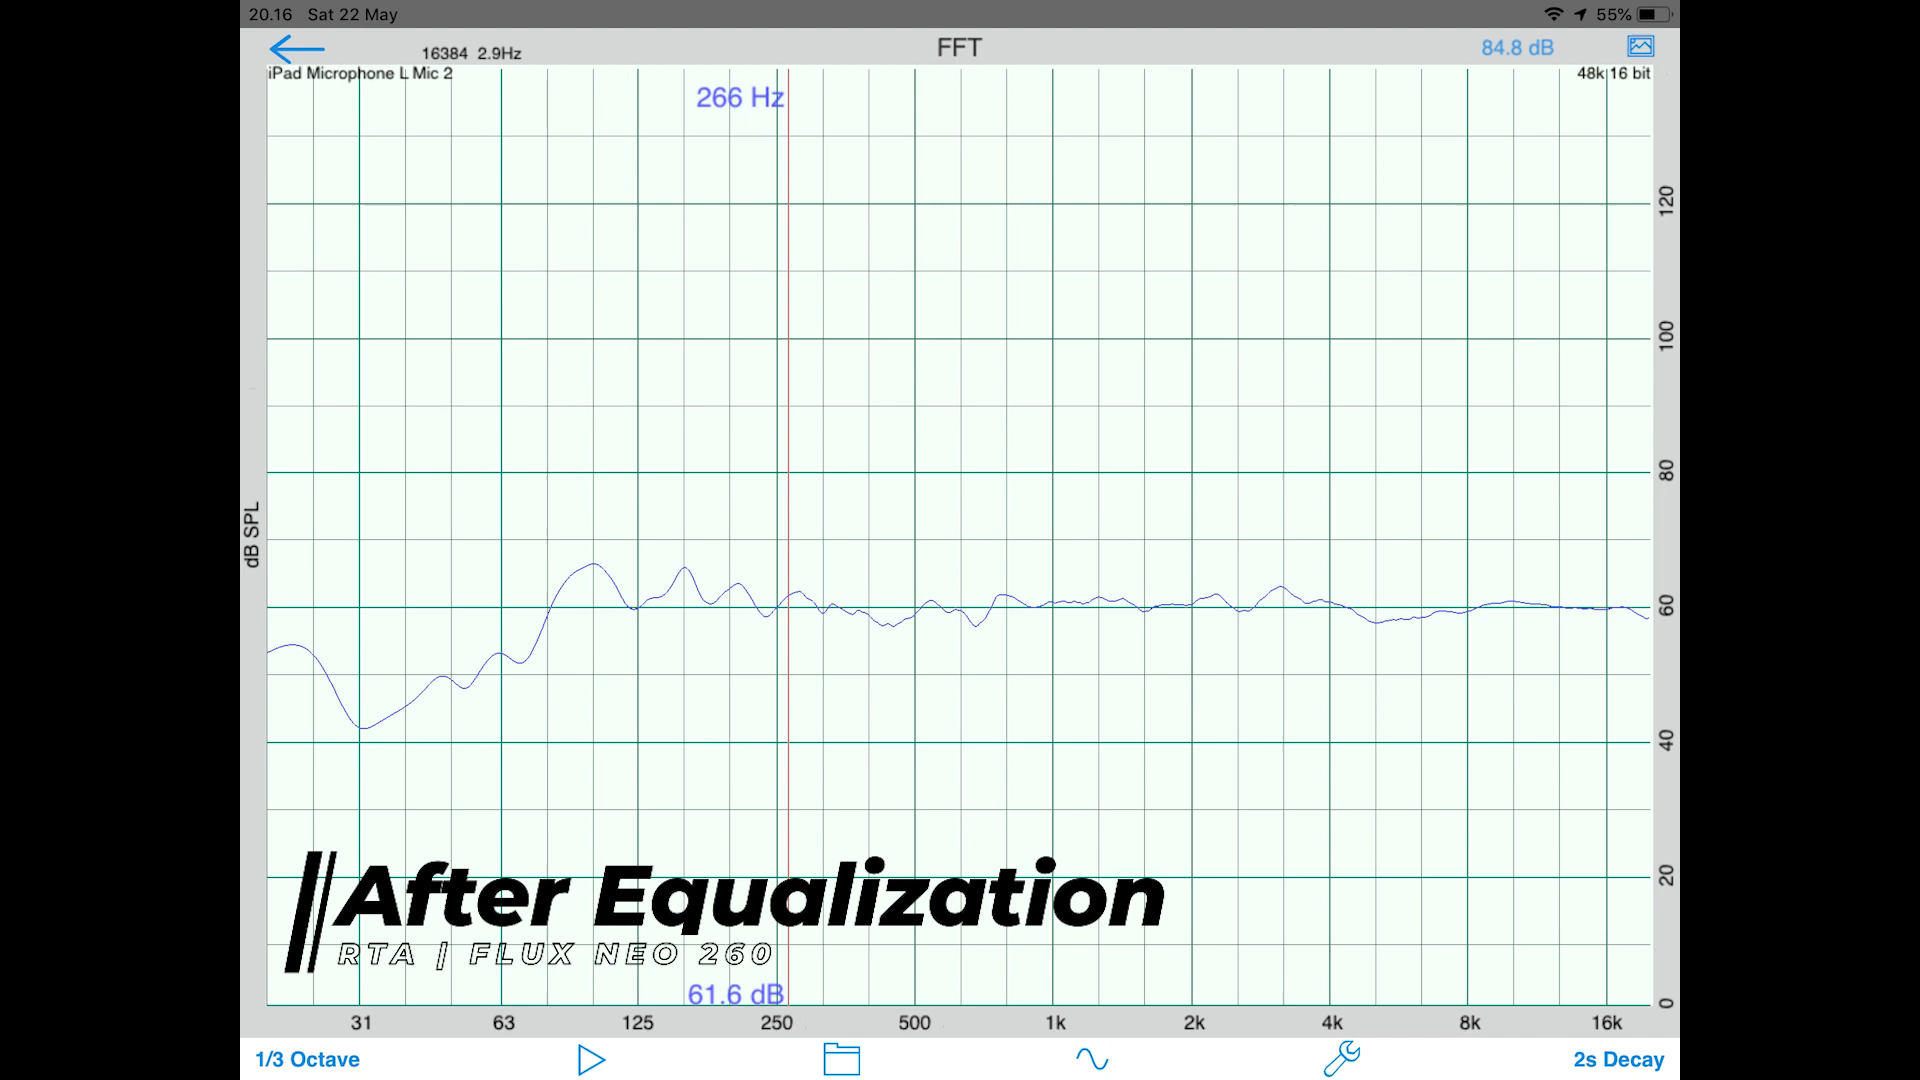 20.16 Sat 22 May
55%
16384 2.9Hz
FFT
84.8 dB
iPad Microphone L Mic 2
48k 16 bit
266 Hz
120
100
80
60
40
20
0
dB SPL
After Equalization
RTA | FLUX NEO 260
61.6 dB
31 63 125 250 500 1k 2k 4k 8k 16k
1/3 Octave
2s Decay